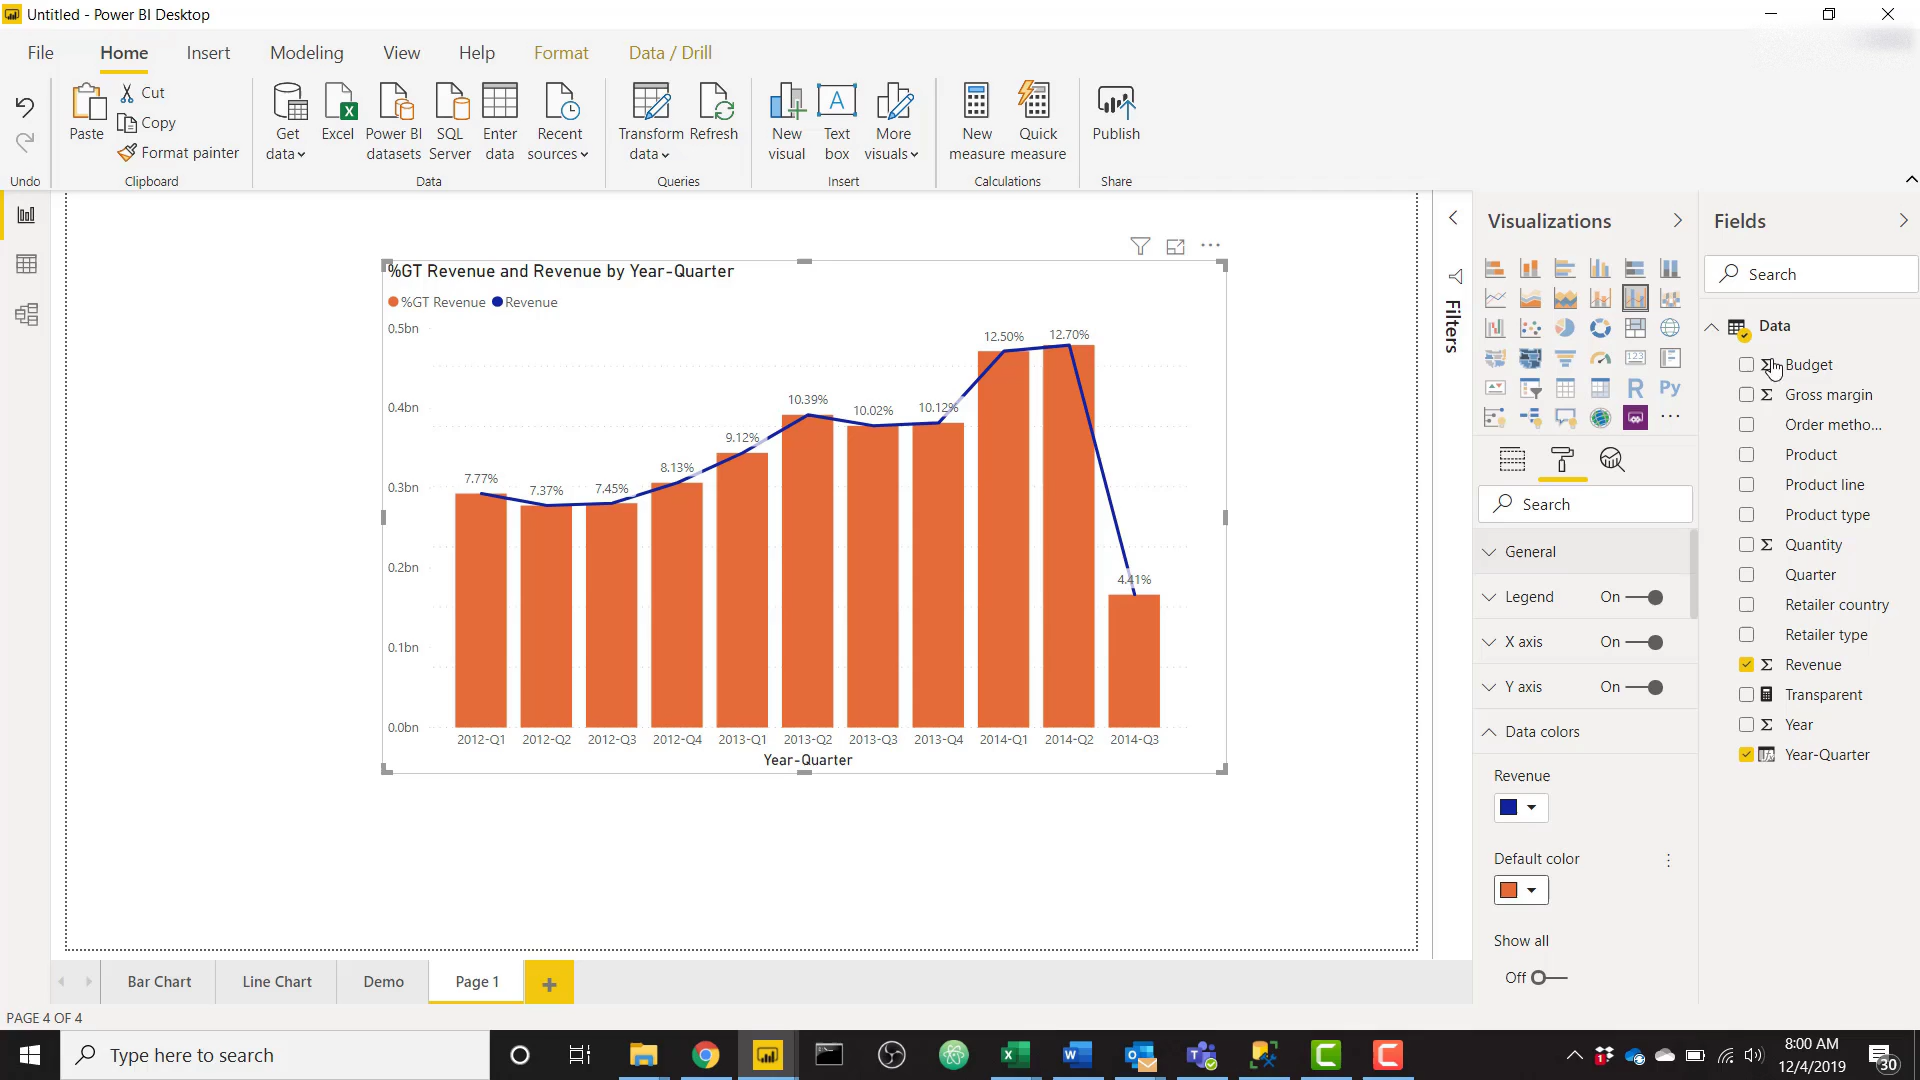 Untitled - Power BI Desktop
File Home Insert Modeling View Help Format Data / Drill
Paste
Cut
Copy
Format painter
Get data
Excel
Power BI datasets
SQL Server
Enter data
Recent sources
Transform data
Refresh
New visual
Text box
More visuals
New measure
Quick measure
Publish
Undo Clipboard Data Queries Insert Calculations Share
%GT Revenue and Revenue by Year-Quarter
%GT Revenue Revenue
0.5bn
0.4bn
0.3bn
0.2bn
0.1bn
0.0bn
7.77% 7.37% 7.45% 8.13% 9.12% 10.39% 10.02% 10.12% 12.50% 12.70% 4.41%
2012-Q1 2012-Q2 2012-Q3 2012-Q4 2013-Q1 2013-Q2 2013-Q3 2013-Q4 2014-Q1 2014-Q2 2014-Q3
Year-Quarter
Filters
Visualizations
R Py
123
Search
General
Legend On
X axis On
Y axis On
Data colors
Revenue
Default color
Show all
Off
Fields
Search
Data
Budget
Gross margin
Order metho...
Product
Product line
Product type
Quantity
Quarter
Retailer country
Retailer type
Revenue
Transparent
Year
Year-Quarter
Bar Chart Line Chart Demo Page 1
PAGE 4 OF 4
Type here to search
8:00 AM
12/4/2019
30